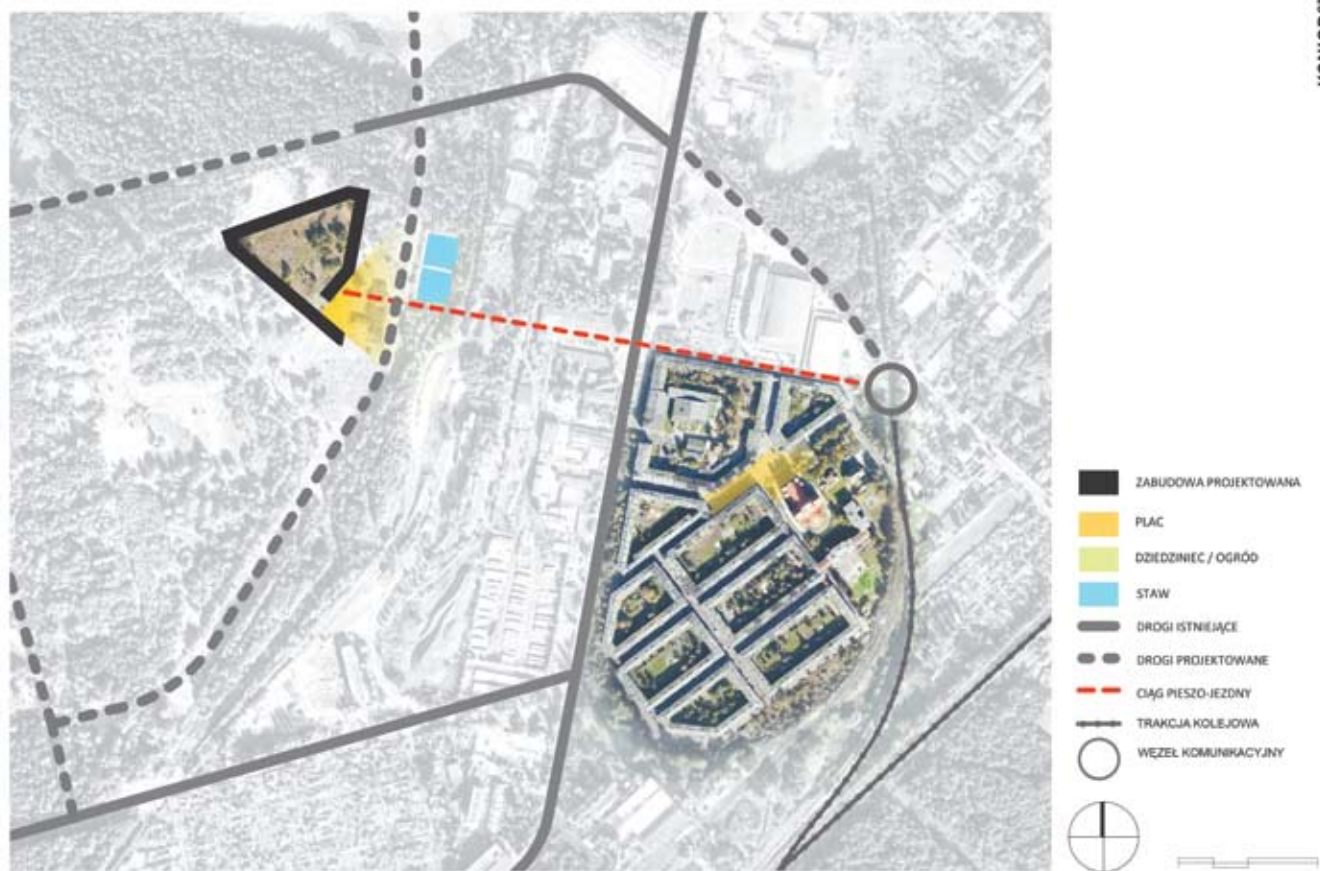 ZABUDOWA PROJEKTOWANA
PLAC
DZIEDZINIEC / OGRÓD
STAW
DROGI ISTNIEJĄCE
DROGI PROJEKTOWANE
CIĄG PIESZO-JEZDNY
TRAKCJA KOLEJOWA
WĘZEŁ KOMUNIKACYJNY